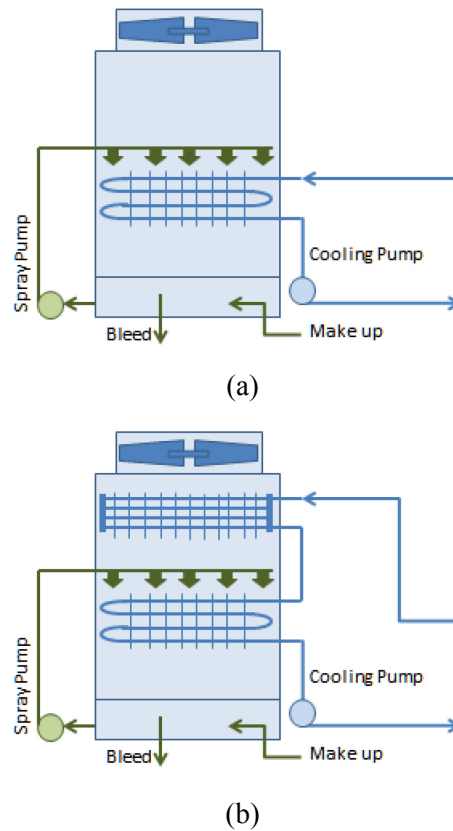 Spray Pump
Cooling Pump
Bleed
Make up
(a)
Spray Pump
Cooling Pump
Bleed
Make up
(b)